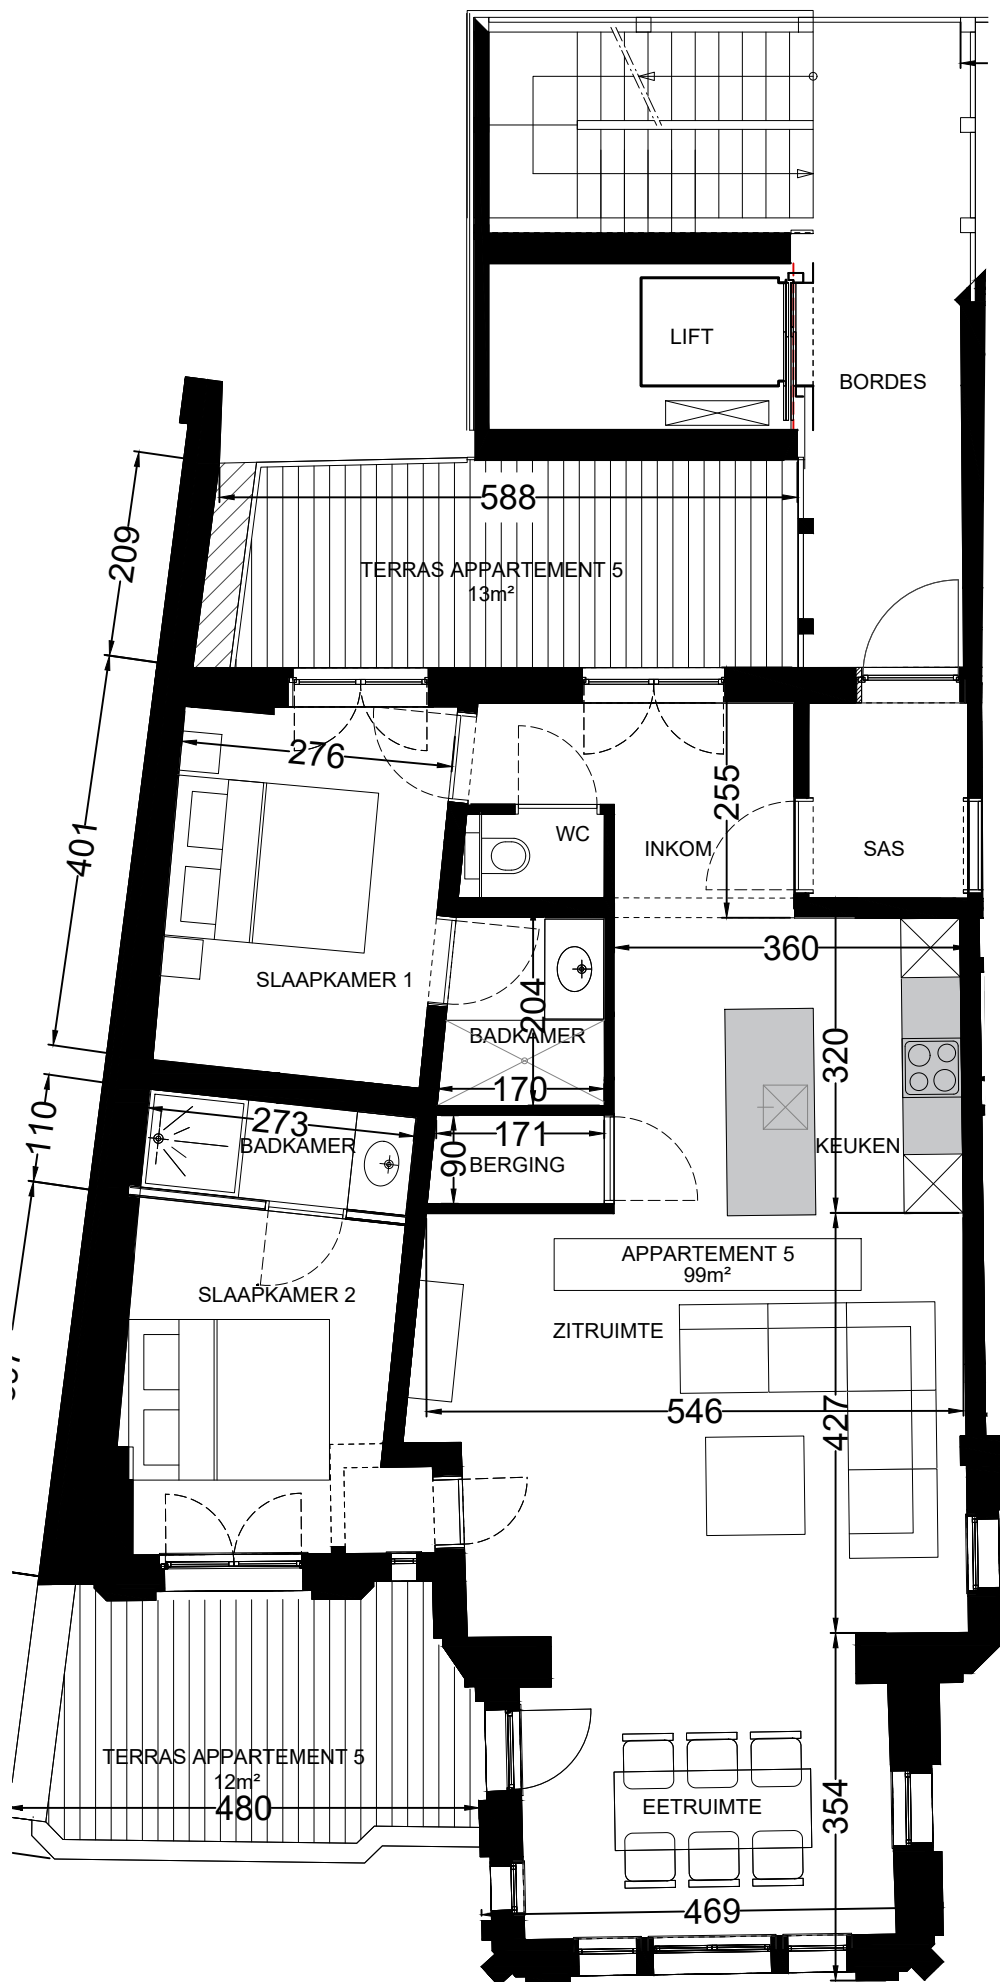 LIFT
BORDES
588
209
TERRAS APPARTEMENT 5
13m²
276
255
401
WC
INKOM
SAS
360
SLAAPKAMER 1
204
BADKAMER
320
170
110
273
BADKAMER
171
90
BERGING
KEUKEN
APPARTEMENT 5
99m²
SLAAPKAMER 2
ZITRUIMTE
546
427
TERRAS APPARTEMENT 5
12m²
480
EETRUIMTE
354
469